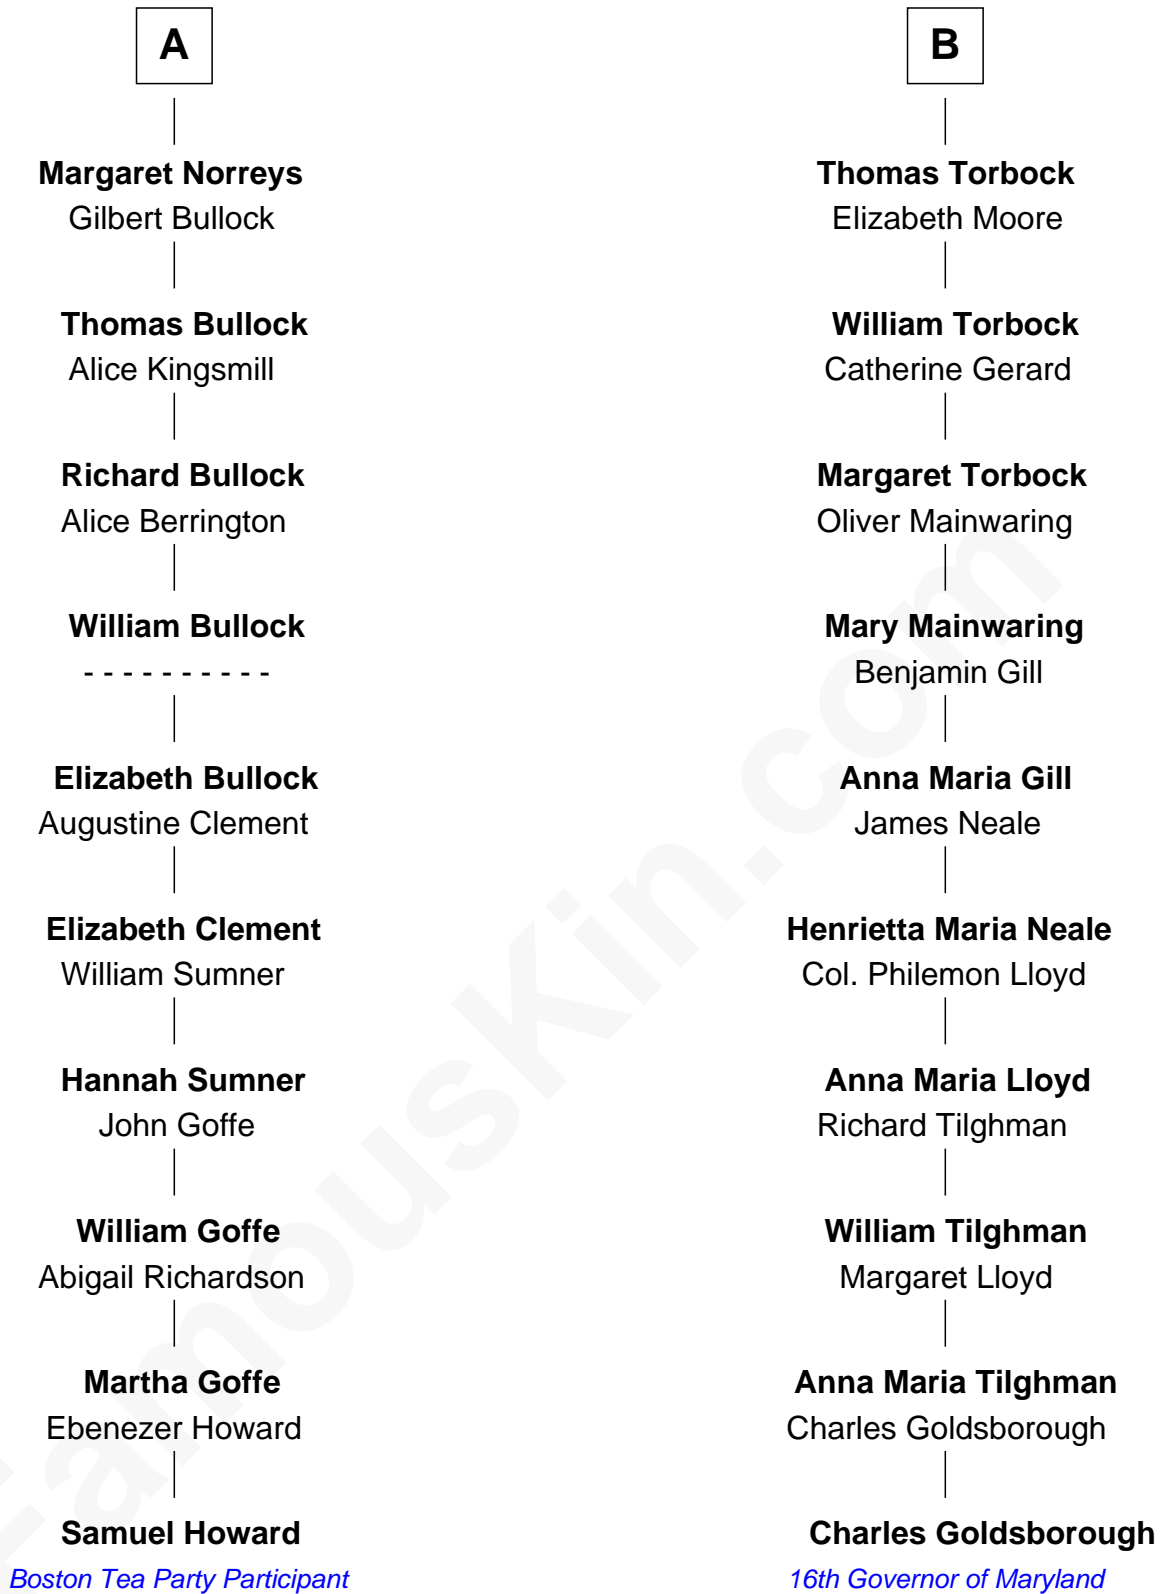 A
Margaret Norreys
Gilbert Bullock
Thomas Bullock
Alice Kingsmill
Richard Bullock
Alice Berrington
William Bullock
- - - - - - - - - -
Elizabeth Bullock
Augustine Clement
Elizabeth Clement
William Sumner
Hannah Sumner
John Goffe
William Goffe
Abigail Richardson
Martha Goffe
Ebenezer Howard
Samuel Howard
Boston Tea Party Participant
B
Thomas Torbock
Elizabeth Moore
William Torbock
Catherine Gerard
Margaret Torbock
Oliver Mainwaring
Mary Mainwaring
Benjamin Gill
Anna Maria Gill
James Neale
Henrietta Maria Neale
Col. Philemon Lloyd
Anna Maria Lloyd
Richard Tilghman
William Tilghman
Margaret Lloyd
Anna Maria Tilghman
Charles Goldsborough
Charles Goldsborough
16th Governor of Maryland
FamousKin.com